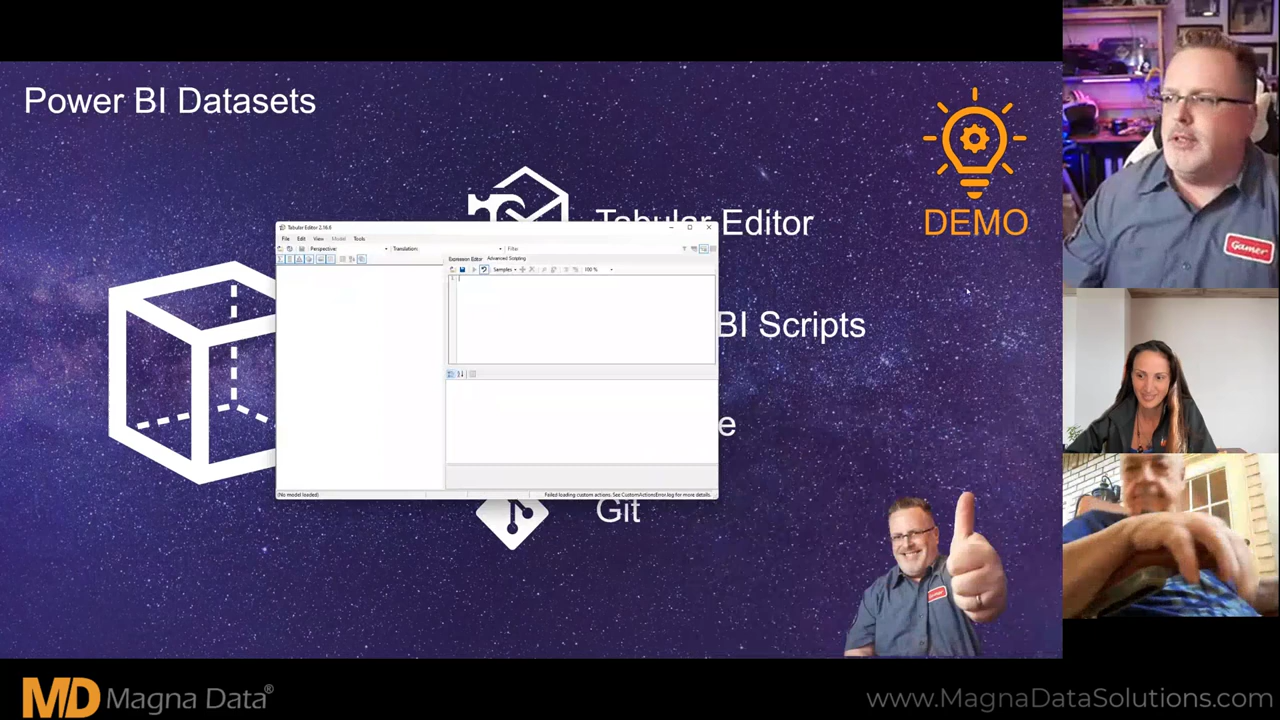 Power BI Datasets
DEMO
Tabular Editor
Tabular Editor 2.16.6
File Edit View Model Tools
Perspective: Translation: Filter
Expression Editor Advanced Scripting
Samples 100 %
1
BI Scripts
e
(No model loaded) Failed loading custom actions: See CustomActionsError.log for more details.
Git
Gamer
Gamer
MD Magna Data®
www.MagnaDataSolutions.com